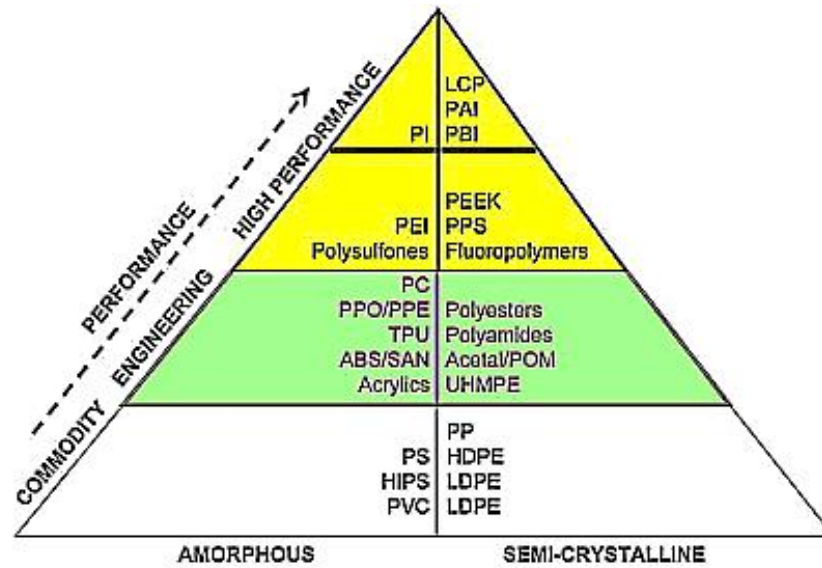 LCP
PAI
PI PBI
PEEK
PEI PPS
Polysulfones Fluoropolymers
PC
PPO/PPE Polyesters
TPU Polyamides
ABS/SAN Acetal/POM
Acrylics UHMPE
PP
PS HDPE
HIPS LDPE
PVC LDPE
AMORPHOUS SEMI-CRYSTALLINE
PERFORMANCE
COMMODITY ENGINEERING HIGH PERFORMANCE